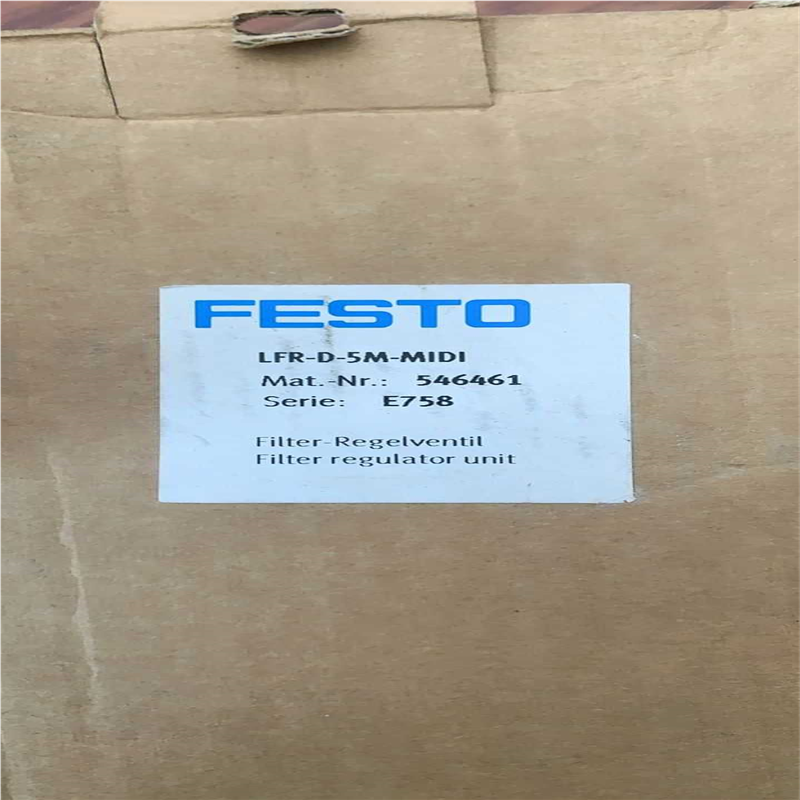 FESTO
LFR-D-5M-MIDI
Mat.-Nr.: 546461
Serie: E758
Filter-Regelventil
Filter regulator unit